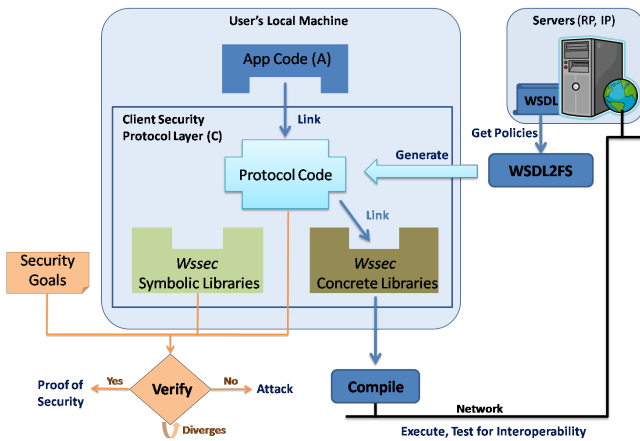 User's Local Machine
Servers (RP, IP)
App Code (A)
WSDL
Link
Get Policies
Client Security
Protocol Layer (C)
Generate
WSDL2FS
Protocol Code
Link
Security
Goals
Wssec
Symbolic Libraries
Wssec
Concrete Libraries
Proof of
Security
Yes
Verify
No
Attack
Compile
Diverges
Network
Execute, Test for Interoperability